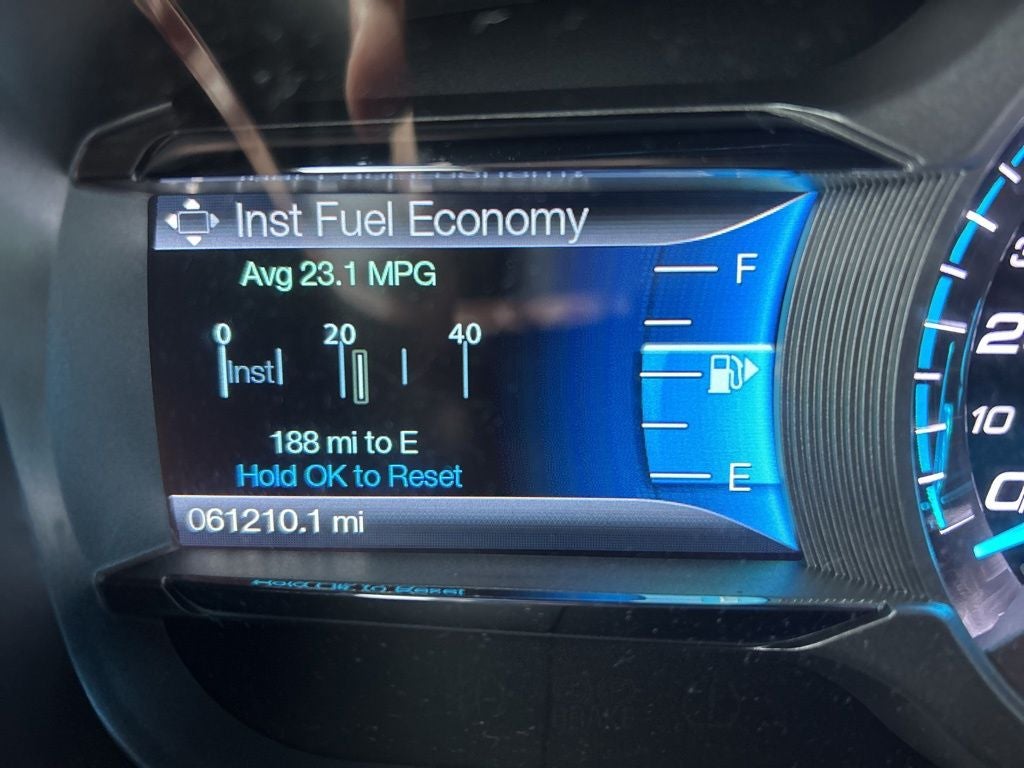 Inst Fuel Economy
Avg 23.1 MPG
F
0 20 40
Inst
188 mi to E
E
Hold OK to Reset
061210.1 mi
10